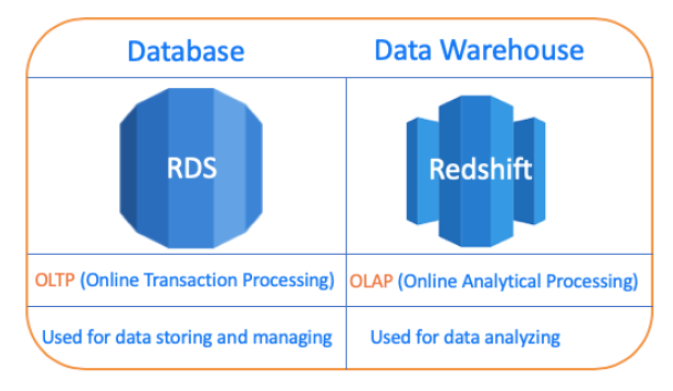 Database
Data Warehouse
RDS
Redshift
OLTP (Online Transaction Processing)
OLAP (Online Analytical Processing)
Used for data storing and managing
Used for data analyzing